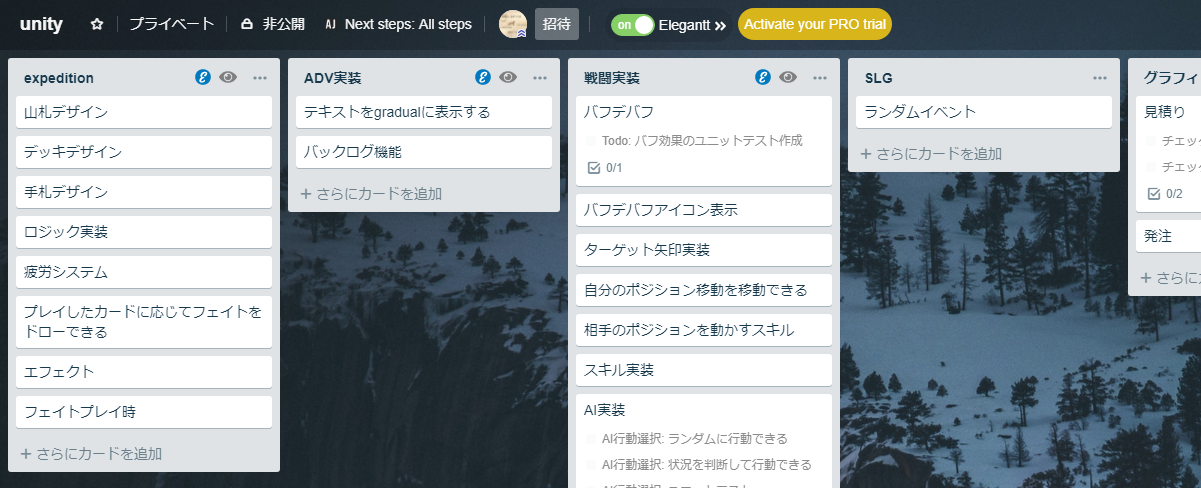 unity
プライベート
非公開
AJ Next steps: All steps
招待
on Elegantt
Activate your PRO trial
expedition
山札デザイン
デッキデザイン
手札デザイン
ロジック実装
疲労システム
プレイしたカードに応じてフェイトを
ドローできる
エフェクト
フェイトプレイ時
+ さらにカードを追加
ADV実装
テキストをgradualに表示する
バックログ機能
+ さらにカードを追加
戦闘実装
バフデバフ
Todo: バフ効果のユニットテスト作成
0/1
バフデバフアイコン表示
ターゲット矢印実装
自分のポジション移動を移動できる
相手のポジションを動かすスキル
スキル実装
AI実装
AI行動選択: ランダムに行動できる
AI行動選択: 状況を判断して行動できる
SLG
ランダムイベント
+ さらにカードを追加
グラフィ
見積り
チェッ
チェッ
0/2
発注
+ さらに